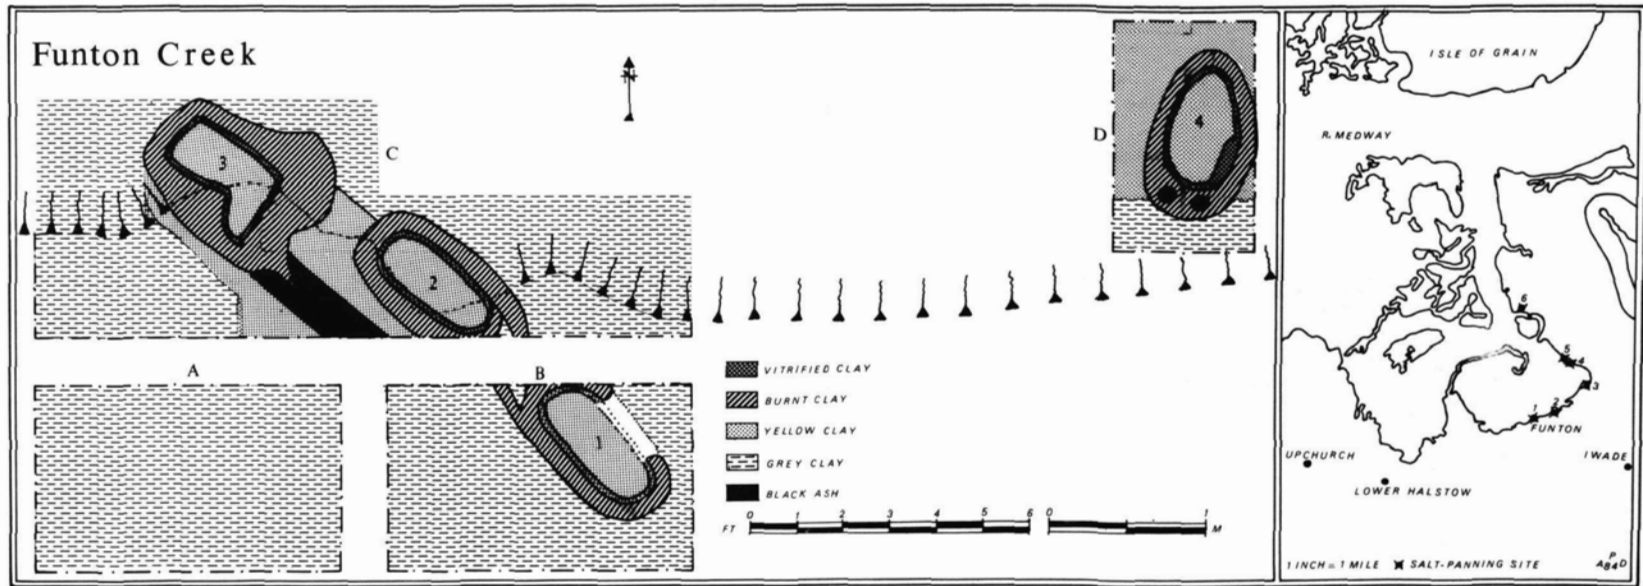 Funton Creek
N
3
C
2
A
B
1
D
4
VITRIFIED CLAY
BURNT CLAY
YELLOW CLAY
GREY CLAY
BLACK ASH
0 1 2 3 4 5 6 0 1
FT M
ISLE OF GRAIN
R. MEDWAY
6
5
4
3
2
1
FUNTON
UPCHURCH
IWADE
LOWER HALSTOW
1 INCH = 1 MILE SALT-PANNING SITE
P
A84D